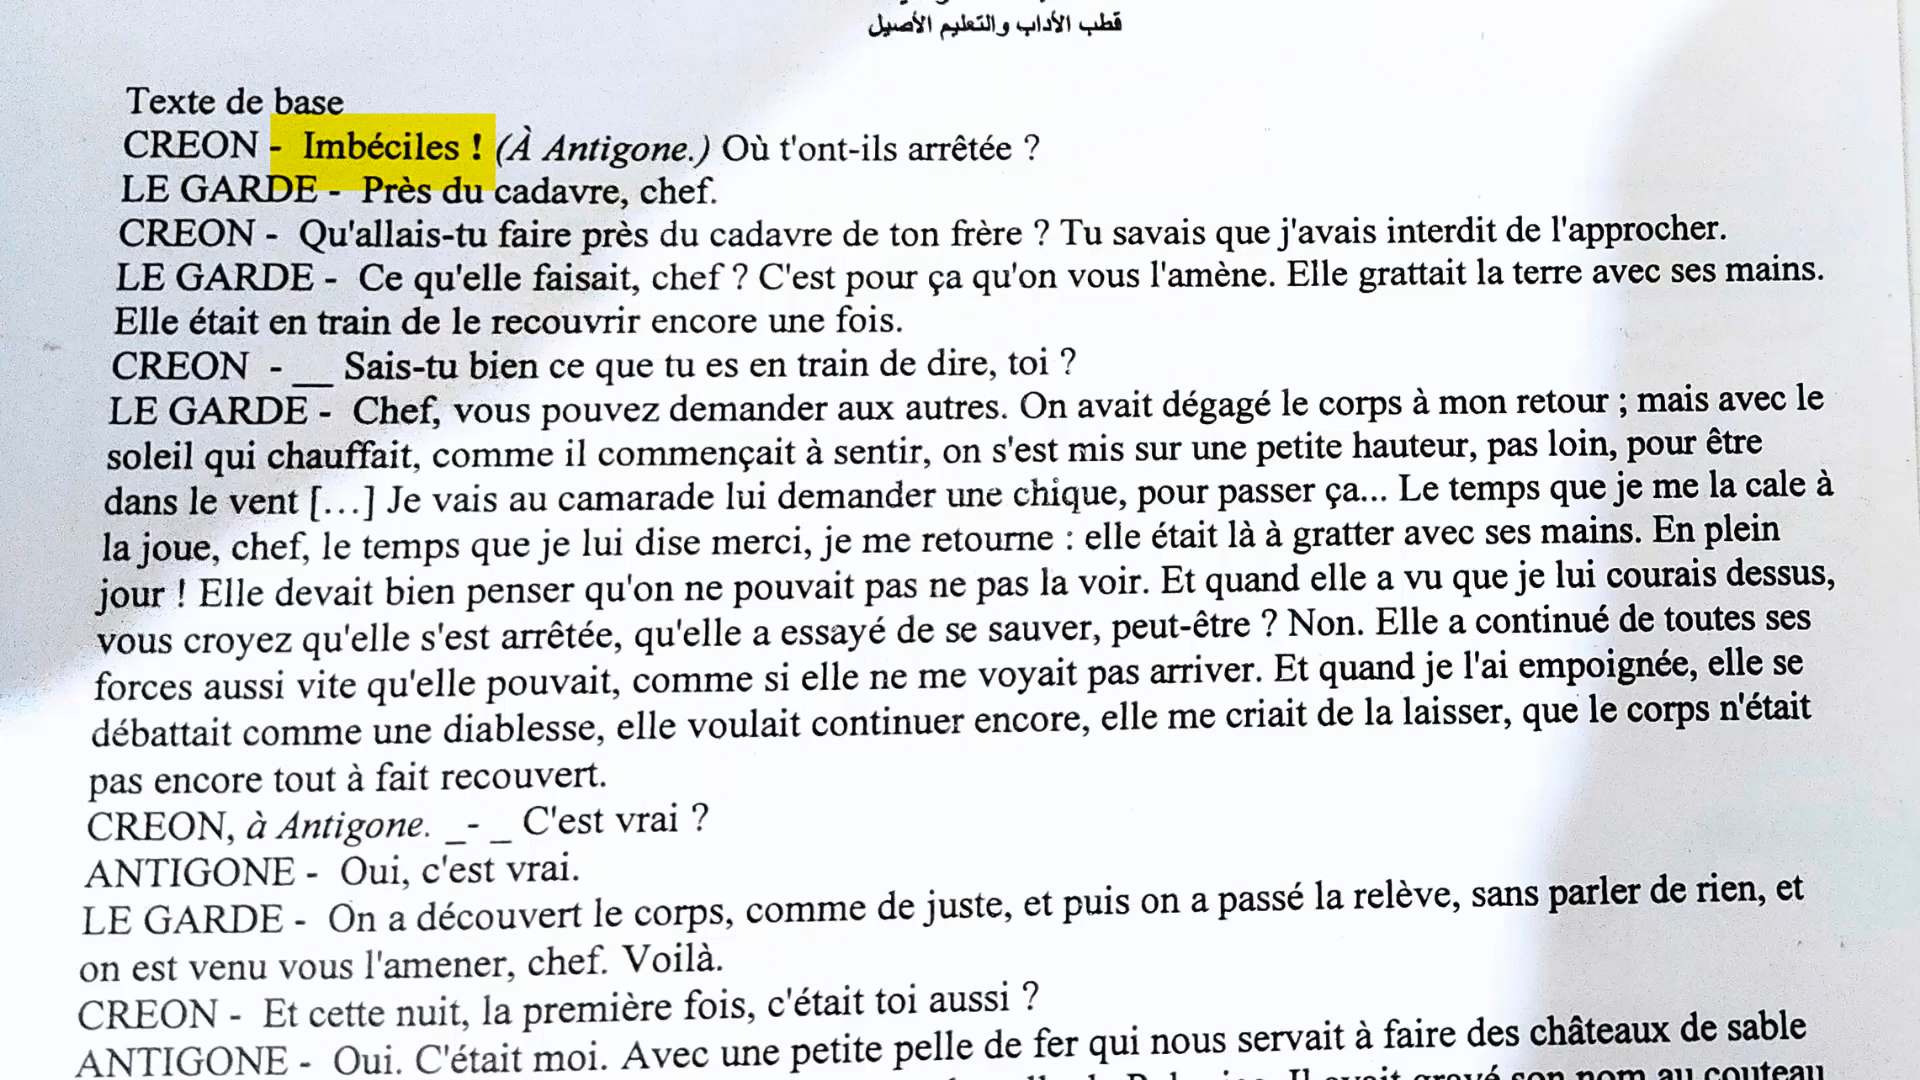 قطب الأداب والتعليم الأصيل
Texte de base
CREON - Imbéciles ! (À Antigone.) Où t'ont-ils arrêtée ?
LE GARDE - Près du cadavre, chef.
CREON - Qu'allais-tu faire près du cadavre de ton frère ? Tu savais que j'avais interdit de l'approcher.
LE GARDE - Ce qu'elle faisait, chef ? C'est pour ça qu'on vous l'amène. Elle grattait la terre avec ses mains.
Elle était en train de le recouvrir encore une fois.
CREON - __ Sais-tu bien ce que tu es en train de dire, toi ?
LE GARDE - Chef, vous pouvez demander aux autres. On avait dégagé le corps à mon retour ; mais avec le
soleil qui chauffait, comme il commençait à sentir, on s'est mis sur une petite hauteur, pas loin, pour être
dans le vent [...] Je vais au camarade lui demander une chique, pour passer ça... Le temps que je me la cale à
la joue, chef, le temps que je lui dise merci, je me retourne : elle était là à gratter avec ses mains. En plein
jour ! Elle devait bien penser qu'on ne pouvait pas ne pas la voir. Et quand elle a vu que je lui courais dessus,
vous croyez qu'elle s'est arrêtée, qu'elle a essayé de se sauver, peut-être ? Non. Elle a continué de toutes ses
forces aussi vite qu'elle pouvait, comme si elle ne me voyait pas arriver. Et quand je l'ai empoignée, elle se
débattait comme une diablesse, elle voulait continuer encore, elle me criait de la laisser, que le corps n'était
pas encore tout à fait recouvert.
CREON, à Antigone. _- _ C'est vrai ?
ANTIGONE - Oui, c'est vrai.
LE GARDE - On a découvert le corps, comme de juste, et puis on a passé la relève, sans parler de rien, et
on est venu vous l'amener, chef. Voilà.
CREON - Et cette nuit, la première fois, c'était toi aussi ?
ANTIGONE - Oui. C'était moi. Avec une petite pelle de fer qui nous servait à faire des châteaux de sable
Il avait gravé son nom au couteau